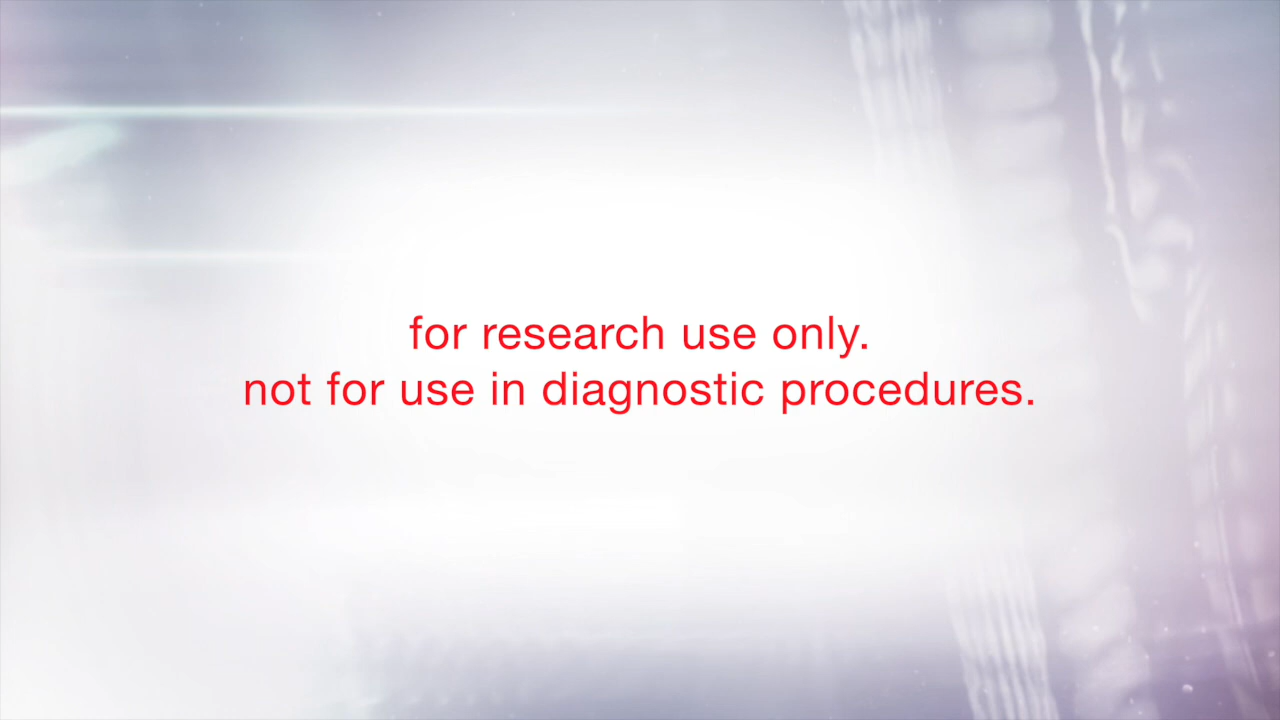 for research use only.
not for use in diagnostic procedures.